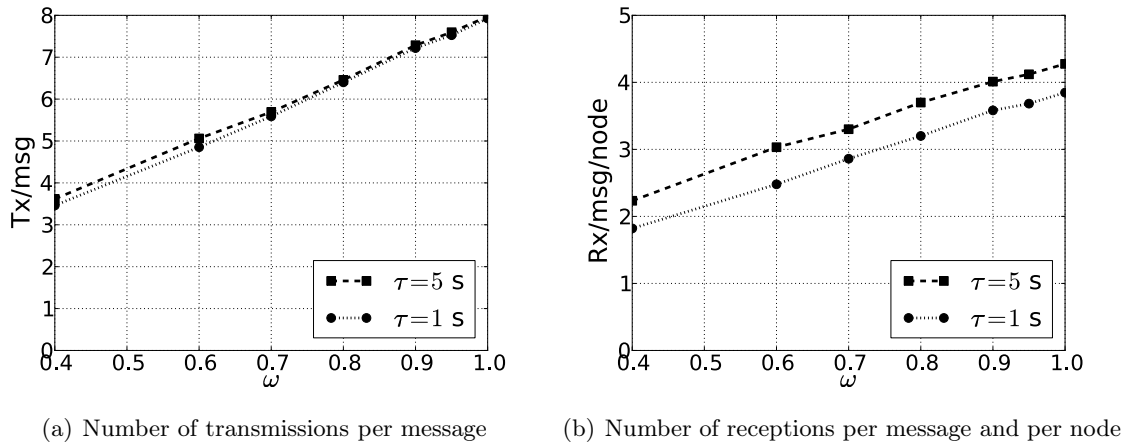 8
7
6
5
4
3
2
1
0
Tx/msg
0.4 0.5 0.6 0.7 0.8 0.9 1.0
ω
τ=5 s
τ=1 s
(a) Number of transmissions per message
5
4
3
2
1
0
Rx/msg/node
0.4 0.5 0.6 0.7 0.8 0.9 1.0
ω
τ=5 s
τ=1 s
(b) Number of receptions per message and per node